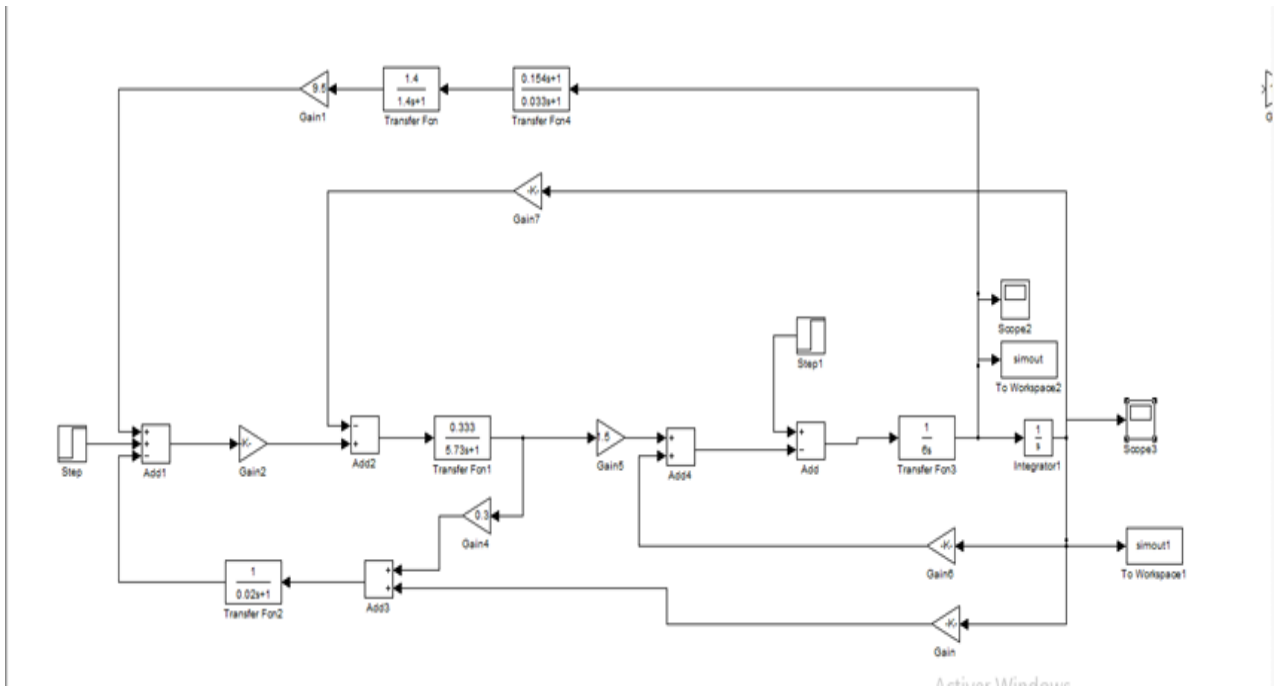 1.4
1.4s+1
0.154s+1
0.033s+1
Gain1
Transfer Fcn
Transfer Fcn4
-K-
Gain7
Scope2
simout
To Workspace2
Step1
Scope3
Step
+
+
−
Add1
-K-
Gain2
−
+
Add2
0.333
5.73s+1
Transfer Fcn1
1.5
Gain5
+
+
Add4
+
−
Add
1
6s
Transfer Fcn3
1
s
Integrator1
0.3
Gain4
-K-
Gain6
simout1
To Workspace1
1
0.02s+1
Transfer Fcn2
+
+
Add3
-K-
Gain
Activer Windows